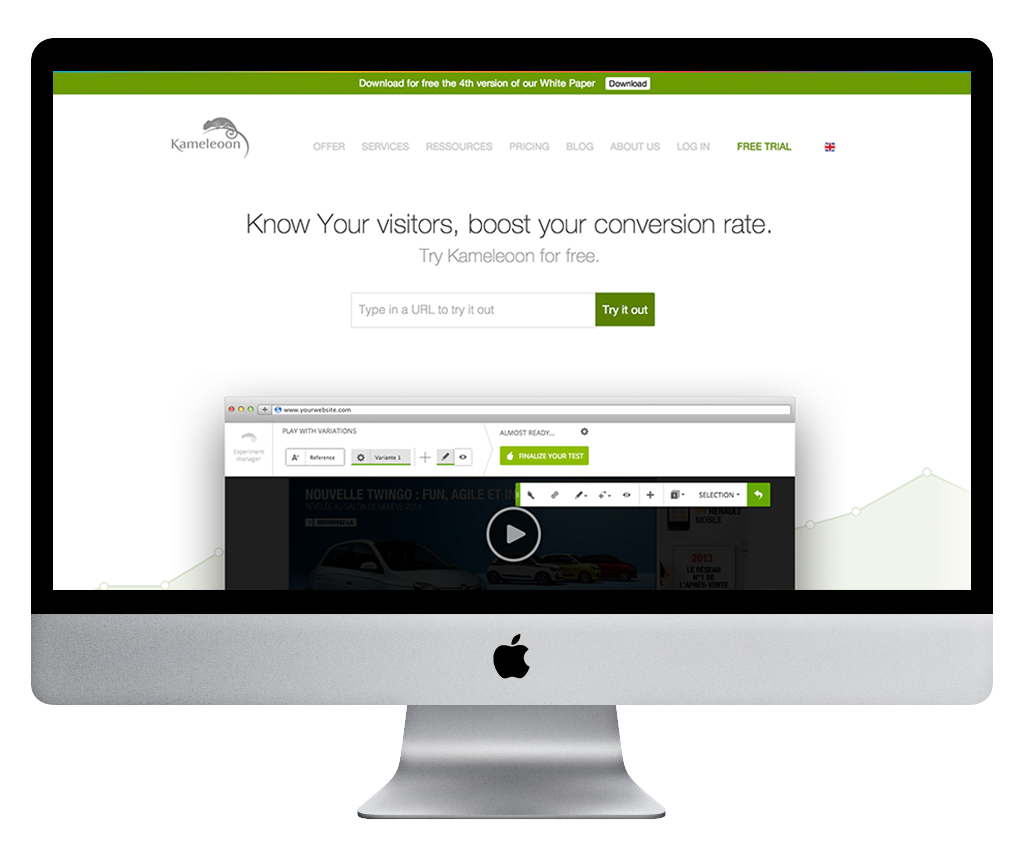 Download for free the 4th version of our White Paper Download
Kameleoon
OFFER SERVICES RESSOURCES PRICING BLOG ABOUT US LOG IN FREE TRIAL
Know Your visitors, boost your conversion rate.
Try Kameleoon for free.
Type in a URL to try it out Try it out
www.yourwebsite.com
PLAY WITH VARIATIONS ALMOST READY...
Experiment
manager
A Reference Variante 1 FINALIZE YOUR TEST
SELECTION
NOUVELLE TWINGO : FUN, AGILE ET IN
RÉVÉLÉE AU SALON DE GENÈVE 2014
RENAULT
MOBILE
2013
LE RÉSEAU
N°1 DE
L'APRÈS-VENTE